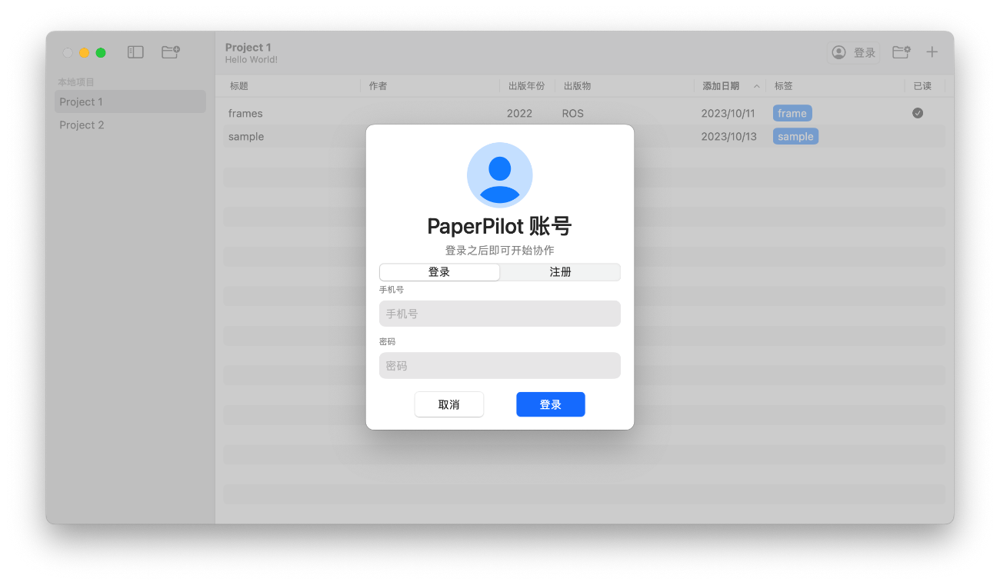 Project 1
Hello World!
登录
本地项目
Project 1
Project 2
标题 作者 出版年份 出版物 添加日期 标签 已读
frames 2022 ROS 2023/10/11 frame
sample 2023/10/13 sample
PaperPilot 账号
登录之后即可开始协作
登录 注册
手机号
手机号
密码
密码
取消 登录